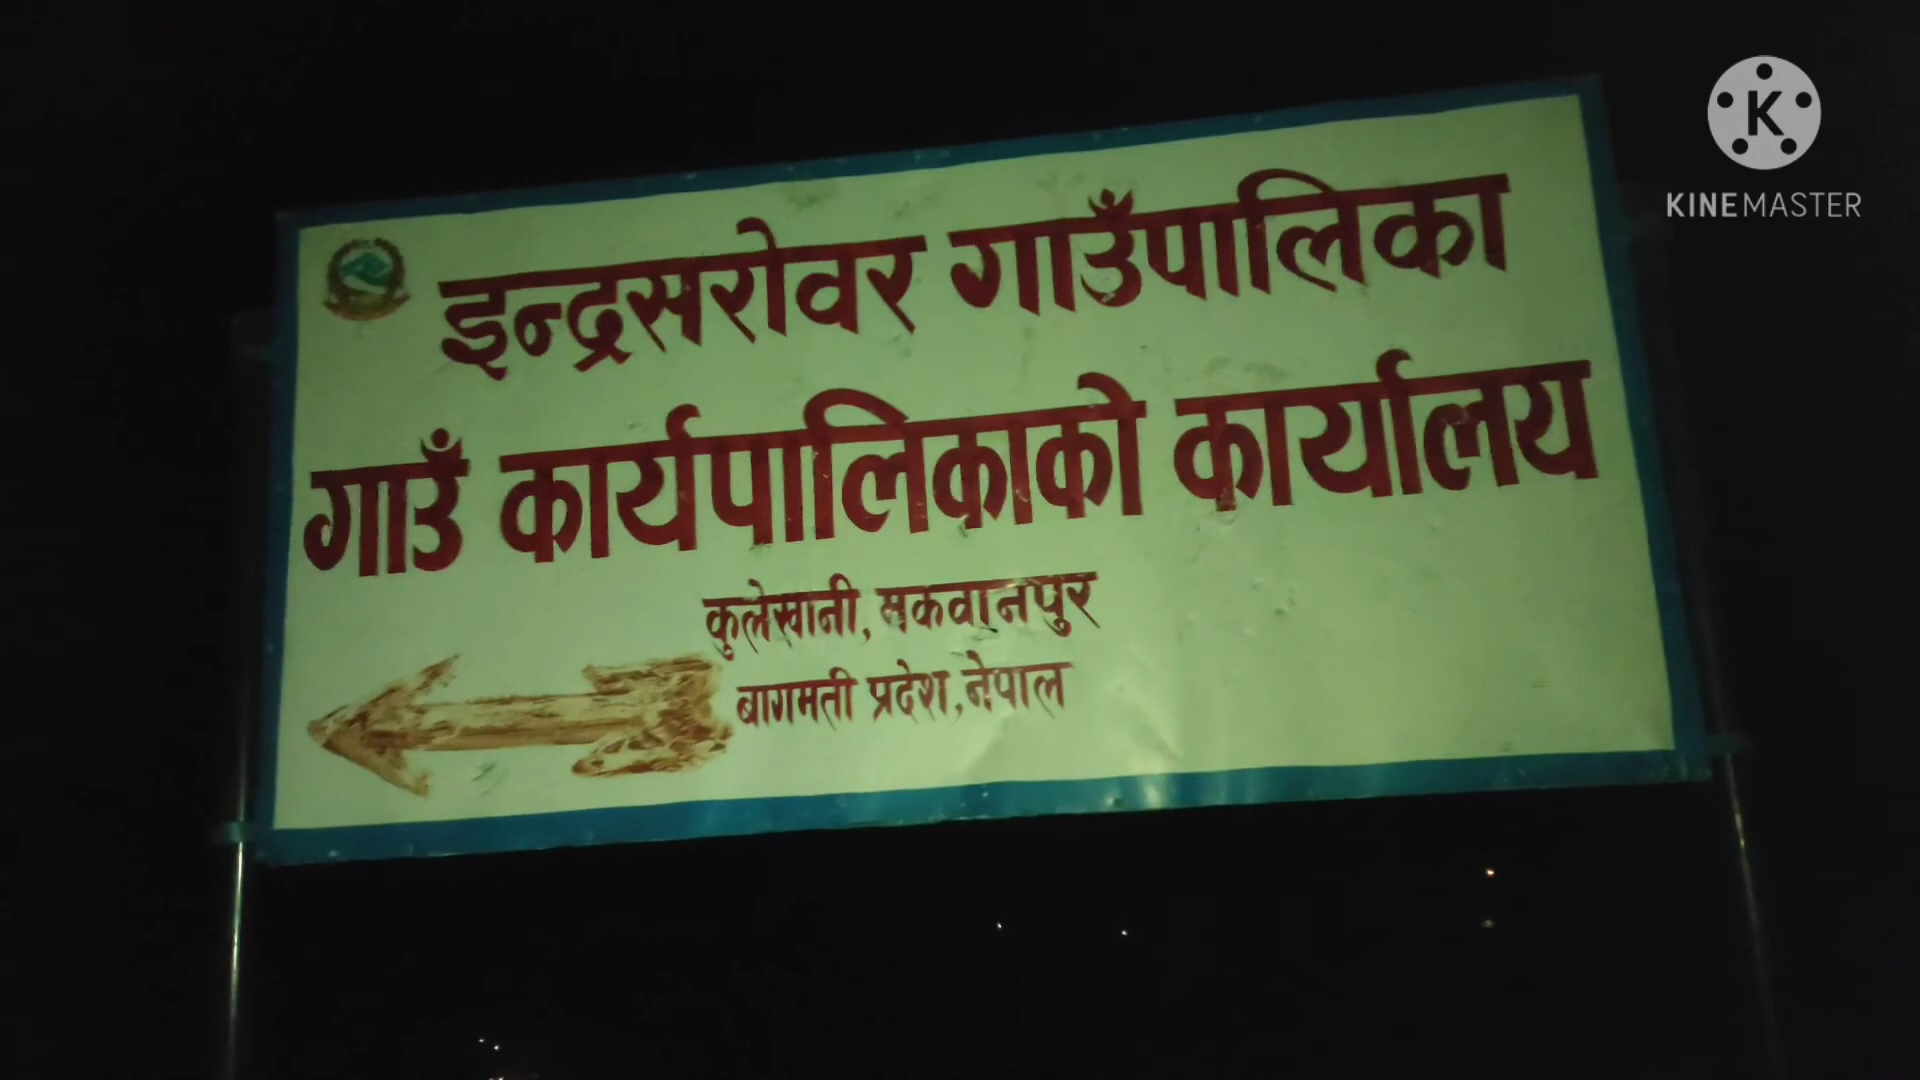 इन्द्रसरोवर गाउँपालिका
गाउँ कार्यपालिकाको कार्यालय
कुलेखानी, मकवानपुर
बागमती प्रदेश, नेपाल
K
KINEMASTER